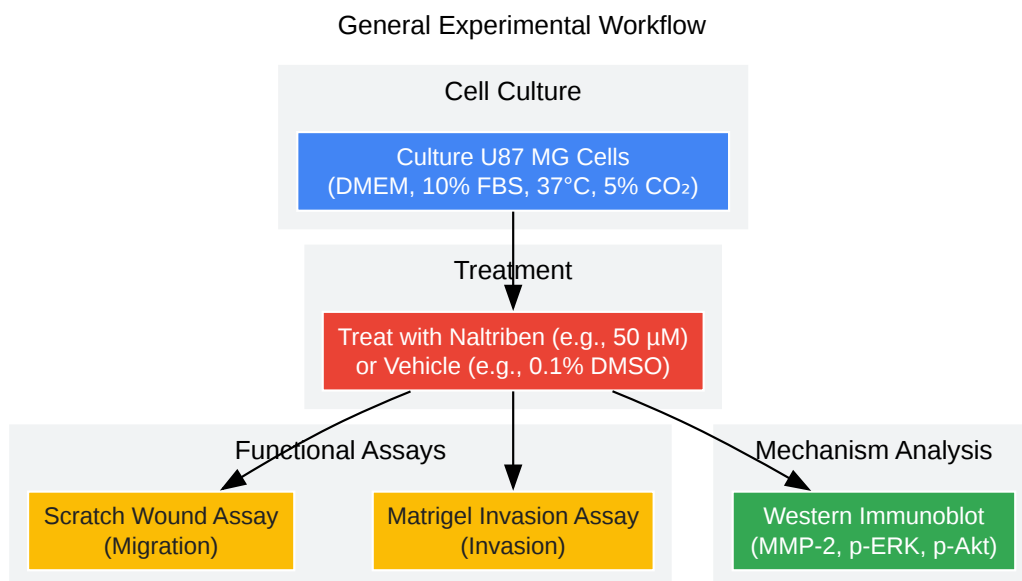 General Experimental Workflow
Cell Culture
Culture U87 MG Cells
(DMEM, 10% FBS, 37°C, 5% CO₂)
Treatment
Treat with Naltriben (e.g., 50 µM)
or Vehicle (e.g., 0.1% DMSO)
Functional Assays
Mechanism Analysis
Scratch Wound Assay
(Migration)
Matrigel Invasion Assay
(Invasion)
Western Immunoblot
(MMP-2, p-ERK, p-Akt)